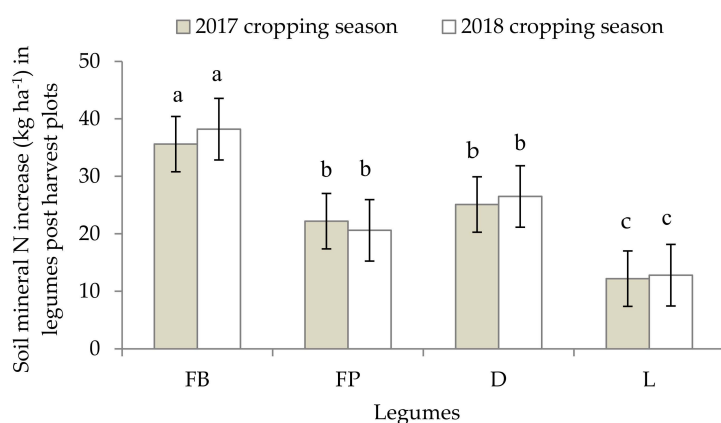 2017 cropping season 2018 cropping season
Soil mineral N increase (kg ha-1) in
legumes post harvest plots
50
40
30
20
10
0
a a
b b
b b
c c
FB FP D L
Legumes